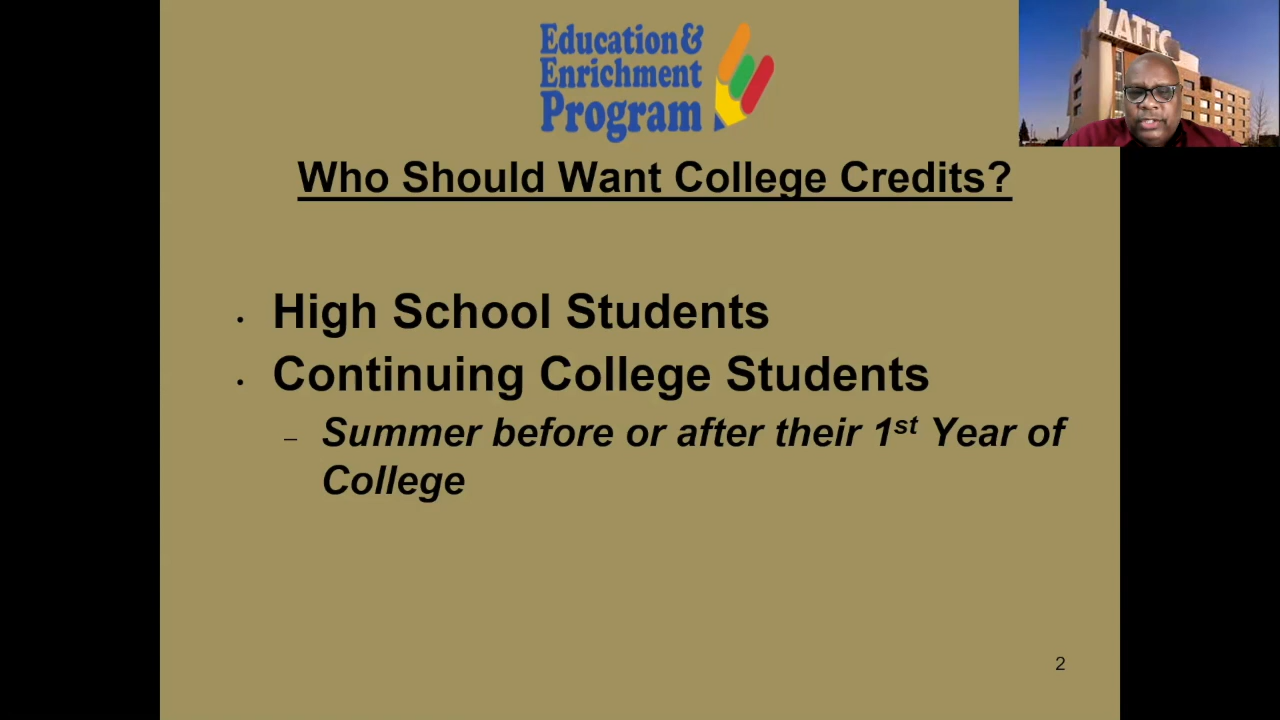 Education&
Enrichment
Program
LATTC
Who Should Want College Credits?
• High School Students
• Continuing College Students
– Summer before or after their 1st Year of
College
2